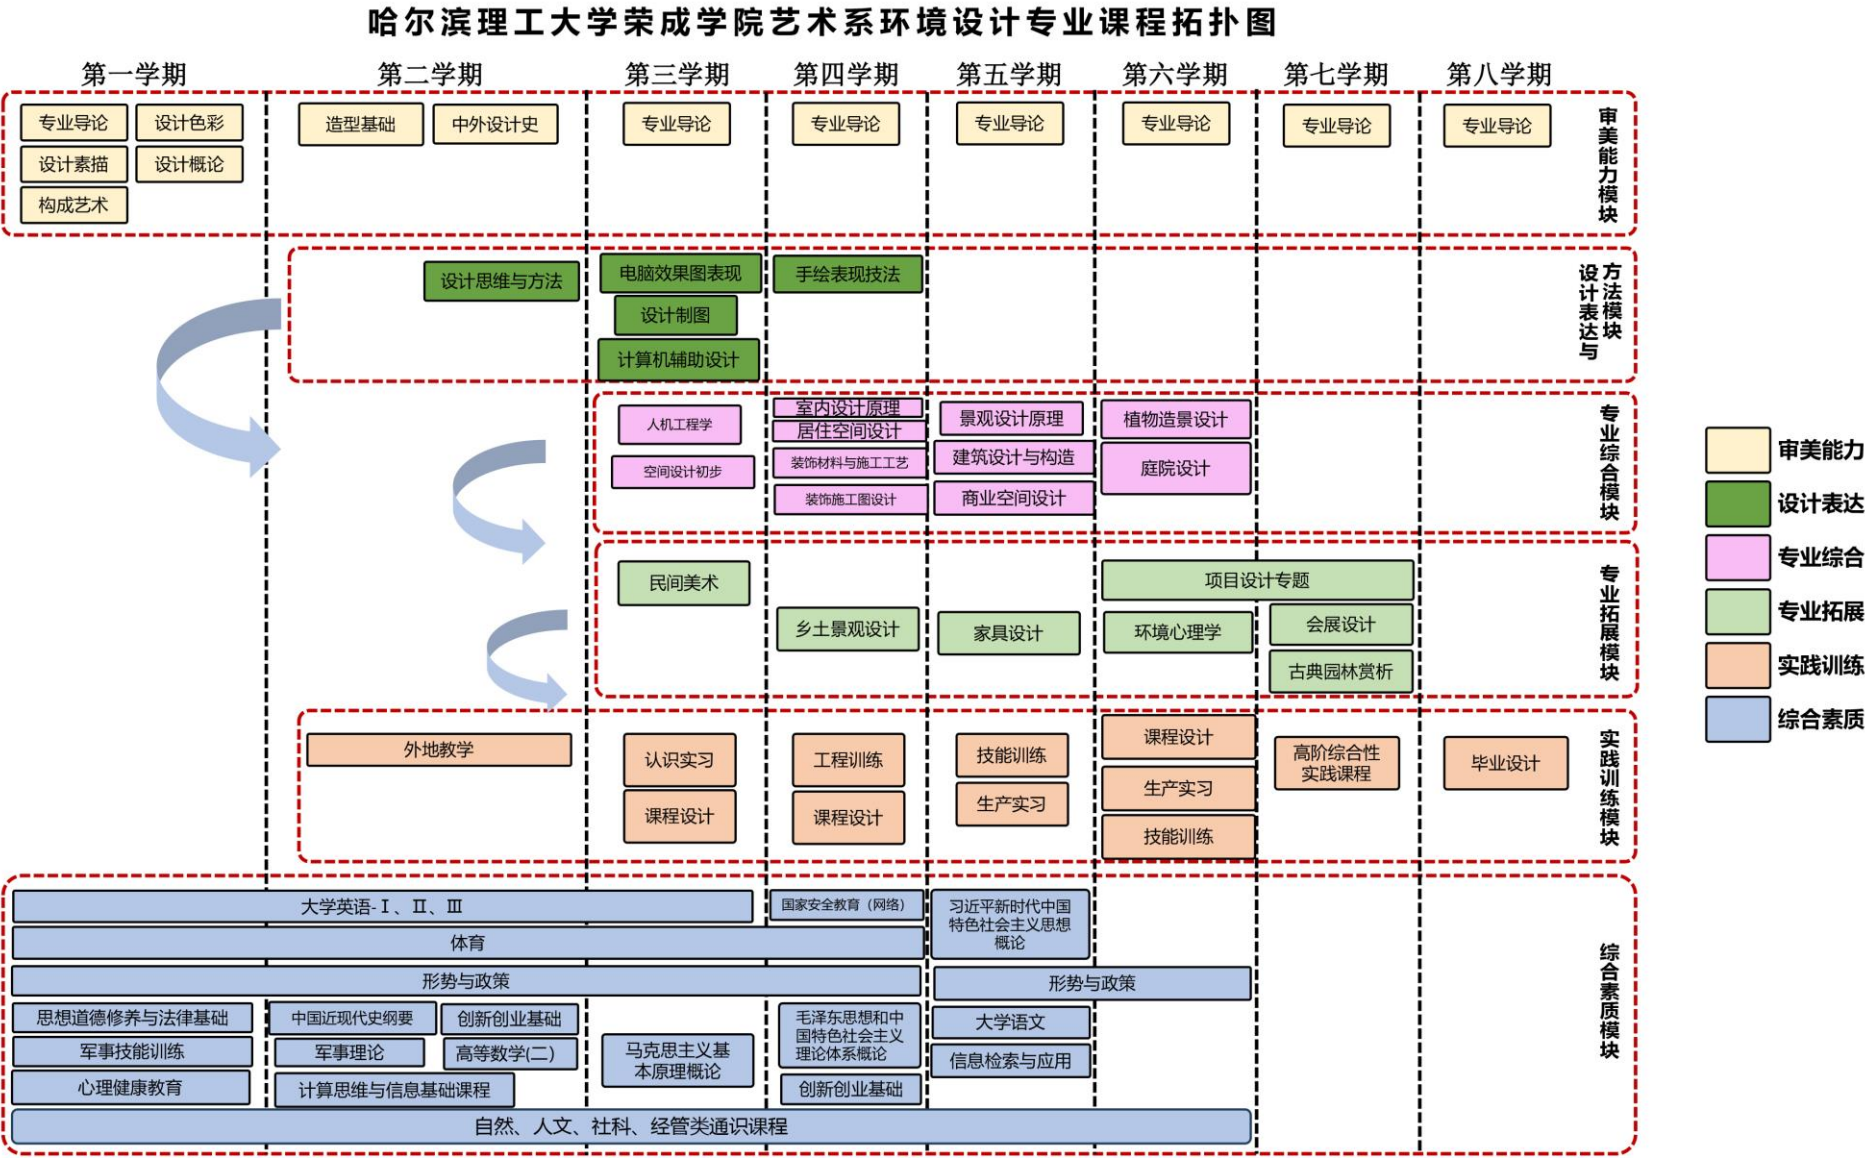 哈尔滨理工大学荣成学院艺术系环境设计专业课程拓扑图
第一学期
第二学期
第三学期
第四学期
第五学期
第六学期
第七学期
第八学期
专业导论
设计色彩
设计素描
设计概论
构成艺术
造型基础
中外设计史
专业导论
专业导论
专业导论
专业导论
专业导论
专业导论
审美能力模块
设计思维与方法
电脑效果图表现
设计制图
计算机辅助设计
手绘表现技法
设计表达与
方法模块
人机工程学
空间设计初步
室内设计原理
居住空间设计
装饰材料与施工工艺
装饰施工图设计
景观设计原理
建筑设计与构造
商业空间设计
植物造景设计
庭院设计
专业综合模块
民间美术
乡土景观设计
家具设计
项目设计专题
环境心理学
会展设计
古典园林赏析
专业拓展模块
外地教学
认识实习
课程设计
工程训练
课程设计
技能训练
生产实习
课程设计
生产实习
技能训练
高阶综合性
实践课程
毕业设计
实践训练模块
大学英语-Ⅰ、Ⅱ、Ⅲ
国家安全教育（网络）
习近平新时代中国
特色社会主义思想
概论
体育
形势与政策
形势与政策
思想道德修养与法律基础
军事技能训练
心理健康教育
中国近现代史纲要
创新创业基础
军事理论
高等数学(二)
计算思维与信息基础课程
马克思主义基
本原理概论
毛泽东思想和中
国特色社会主义
理论体系概论
创新创业基础
大学语文
信息检索与应用
自然、人文、社科、经管类通识课程
综合素质模块
审美能力
设计表达
专业综合
专业拓展
实践训练
综合素质